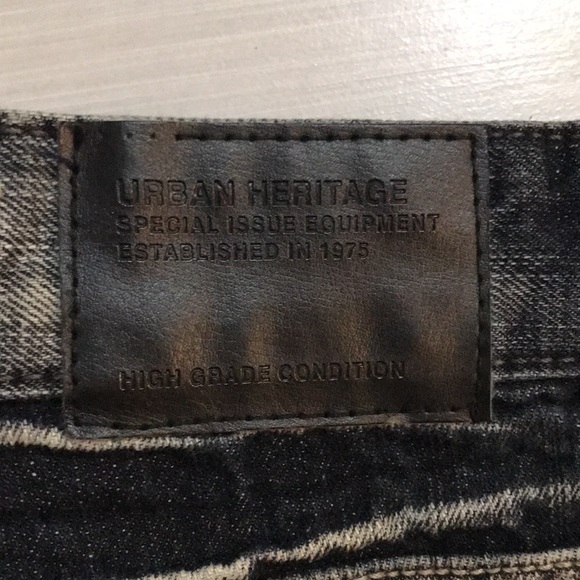 URBAN HERITAGE
SPECIAL ISSUE EQUIPMENT
ESTABLISHED IN 1975
HIGH GRADE CONDITION